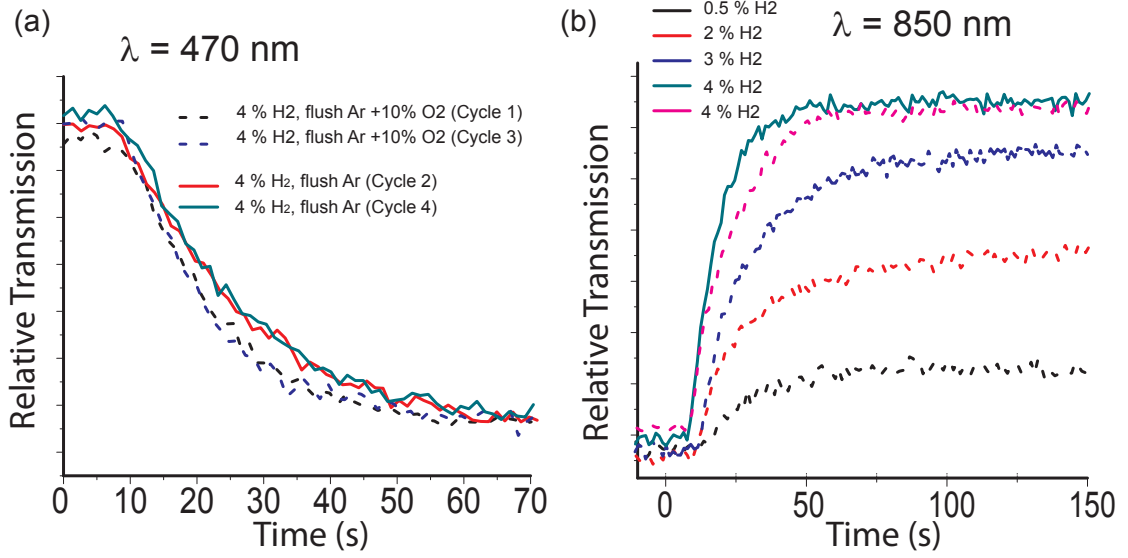 (a)
λ = 470 nm
4 % H2, flush Ar +10% O2 (Cycle 1)
4 % H2, flush Ar +10% O2 (Cycle 3)
4 % H₂, flush Ar (Cycle 2)
4 % H₂, flush Ar (Cycle 4)
Relative Transmission
0 10 20 30 40 50 60 70
Time (s)
(b)
0.5 % H2
2 % H2
3 % H2
4 % H2
4 % H2
λ = 850 nm
Relative Transmission
0 50 100 150
Time (s)